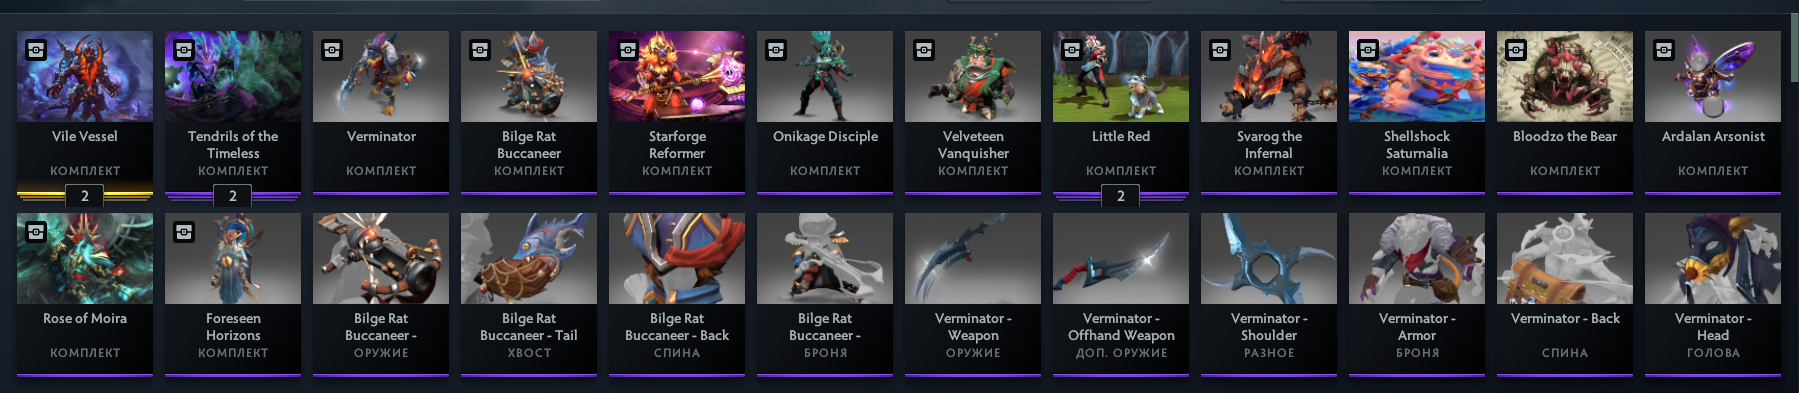 Vile Vessel
КОМПЛЕКТ
2
Tendrils of the
Timeless
КОМПЛЕКТ
2
Verminator
КОМПЛЕКТ
Bilge Rat
Buccaneer
КОМПЛЕКТ
Starforge
Reformer
КОМПЛЕКТ
Onikage Disciple
КОМПЛЕКТ
Velveteen
Vanquisher
КОМПЛЕКТ
Little Red
КОМПЛЕКТ
2
Svarog the
Infernal
КОМПЛЕКТ
Shellshock
Saturnalia
КОМПЛЕКТ
Bloodzo the Bear
КОМПЛЕКТ
Ardalan Arsonist
КОМПЛЕКТ
Rose of Moira
КОМПЛЕКТ
Foreseen
Horizons
КОМПЛЕКТ
Bilge Rat
Buccaneer -
ОРУЖИЕ
Bilge Rat
Buccaneer - Tail
ХВОСТ
Bilge Rat
Buccaneer - Back
СПИНА
Bilge Rat
Buccaneer -
БРОНЯ
Verminator -
Weapon
ОРУЖИЕ
Verminator -
Offhand Weapon
ДОП. ОРУЖИЕ
Verminator -
Shoulder
РАЗНОЕ
Verminator -
Armor
БРОНЯ
Verminator - Back
СПИНА
Verminator -
Head
ГОЛОВА